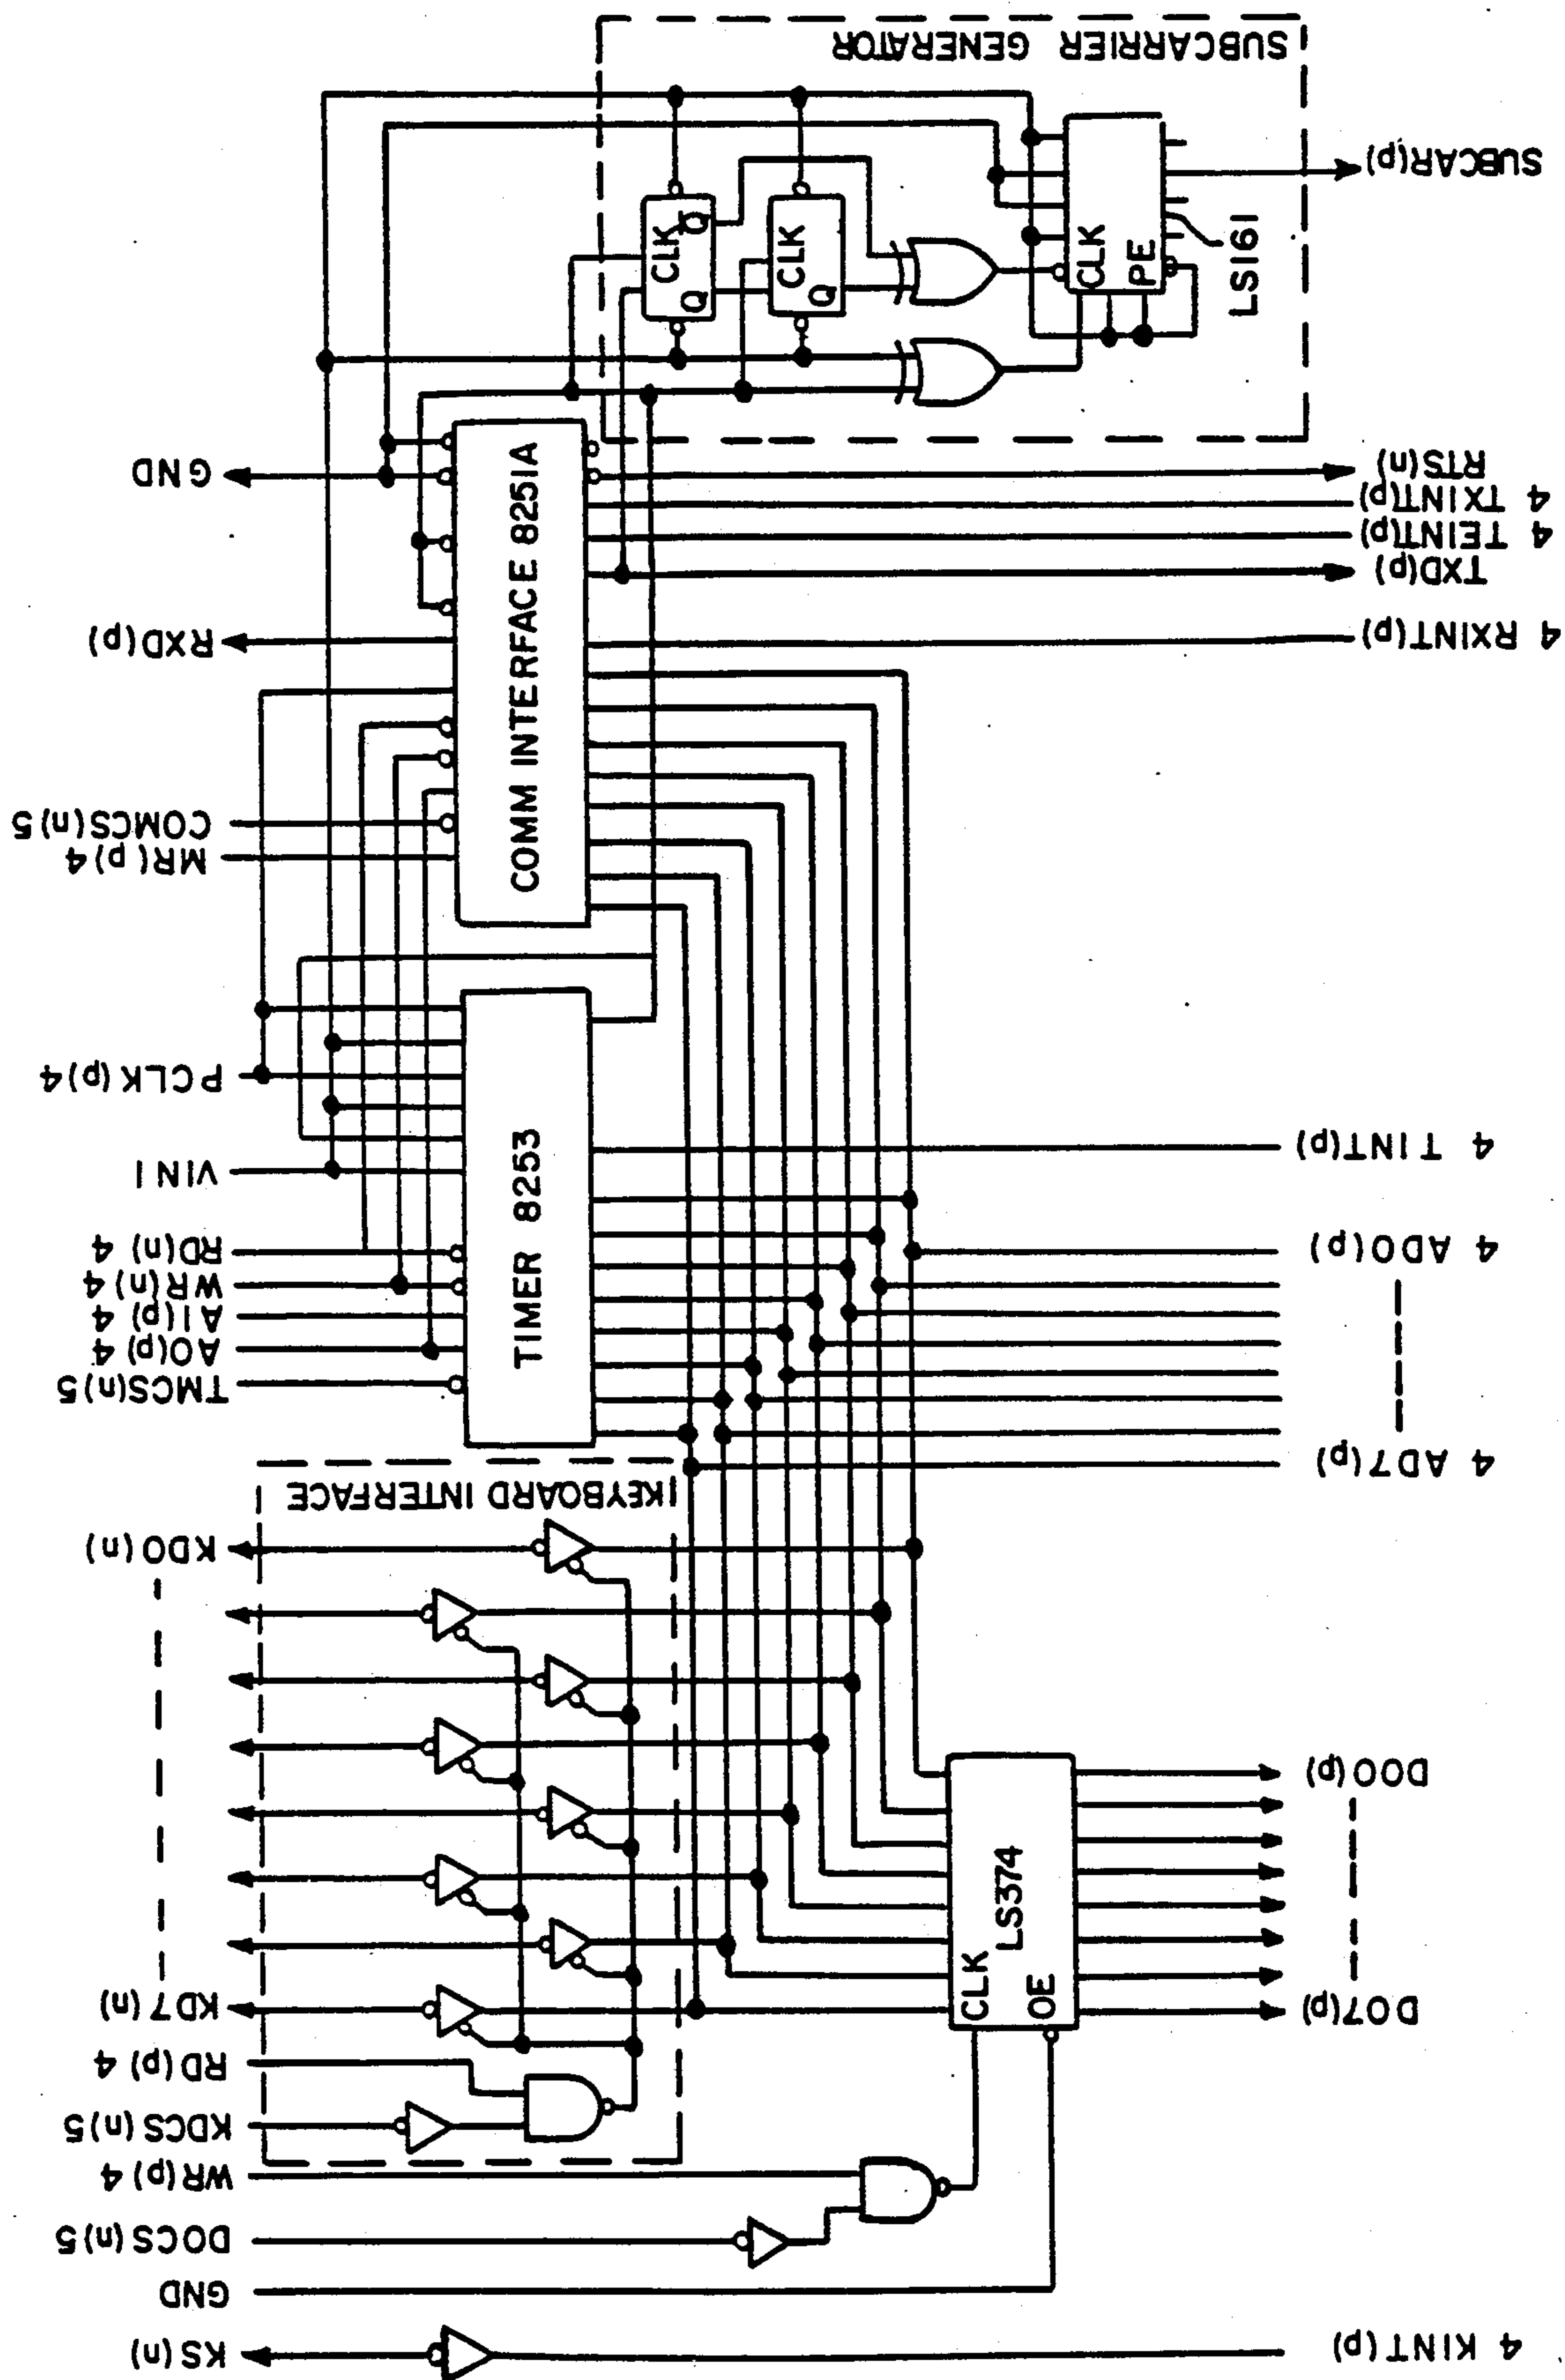 SUBCARRIER GENERATOR
SUBCAR(p)
CLK
Q̅
Q
CLK
Q
CLK
PE
LS161
GND
COMM INTERFACE 8251A
RTS(n)
4 TXINT(p)
4 TEINT(p)
TXD(p)
RXD(p)
4 RXINT(p)
COMCS(n)5
MR(p)4
PCLK(p)4
TIMER 8253
4 TINT(p)
VIN1
RD(n) 4
4 AD0(p)
WR(n)4
A1(p) 4
A0(p) 4
TMCS(n)5
4 AD7(p)
KEYBOARD INTERFACE
KD0(n)
DO0(p)
LS374
CLK
OE
KD7(n)
DO7(p)
RD(p) 4
KDCS(n)5
WR(p)4
DOCS(n)5
GND
KS(n)
4 KINT(p)